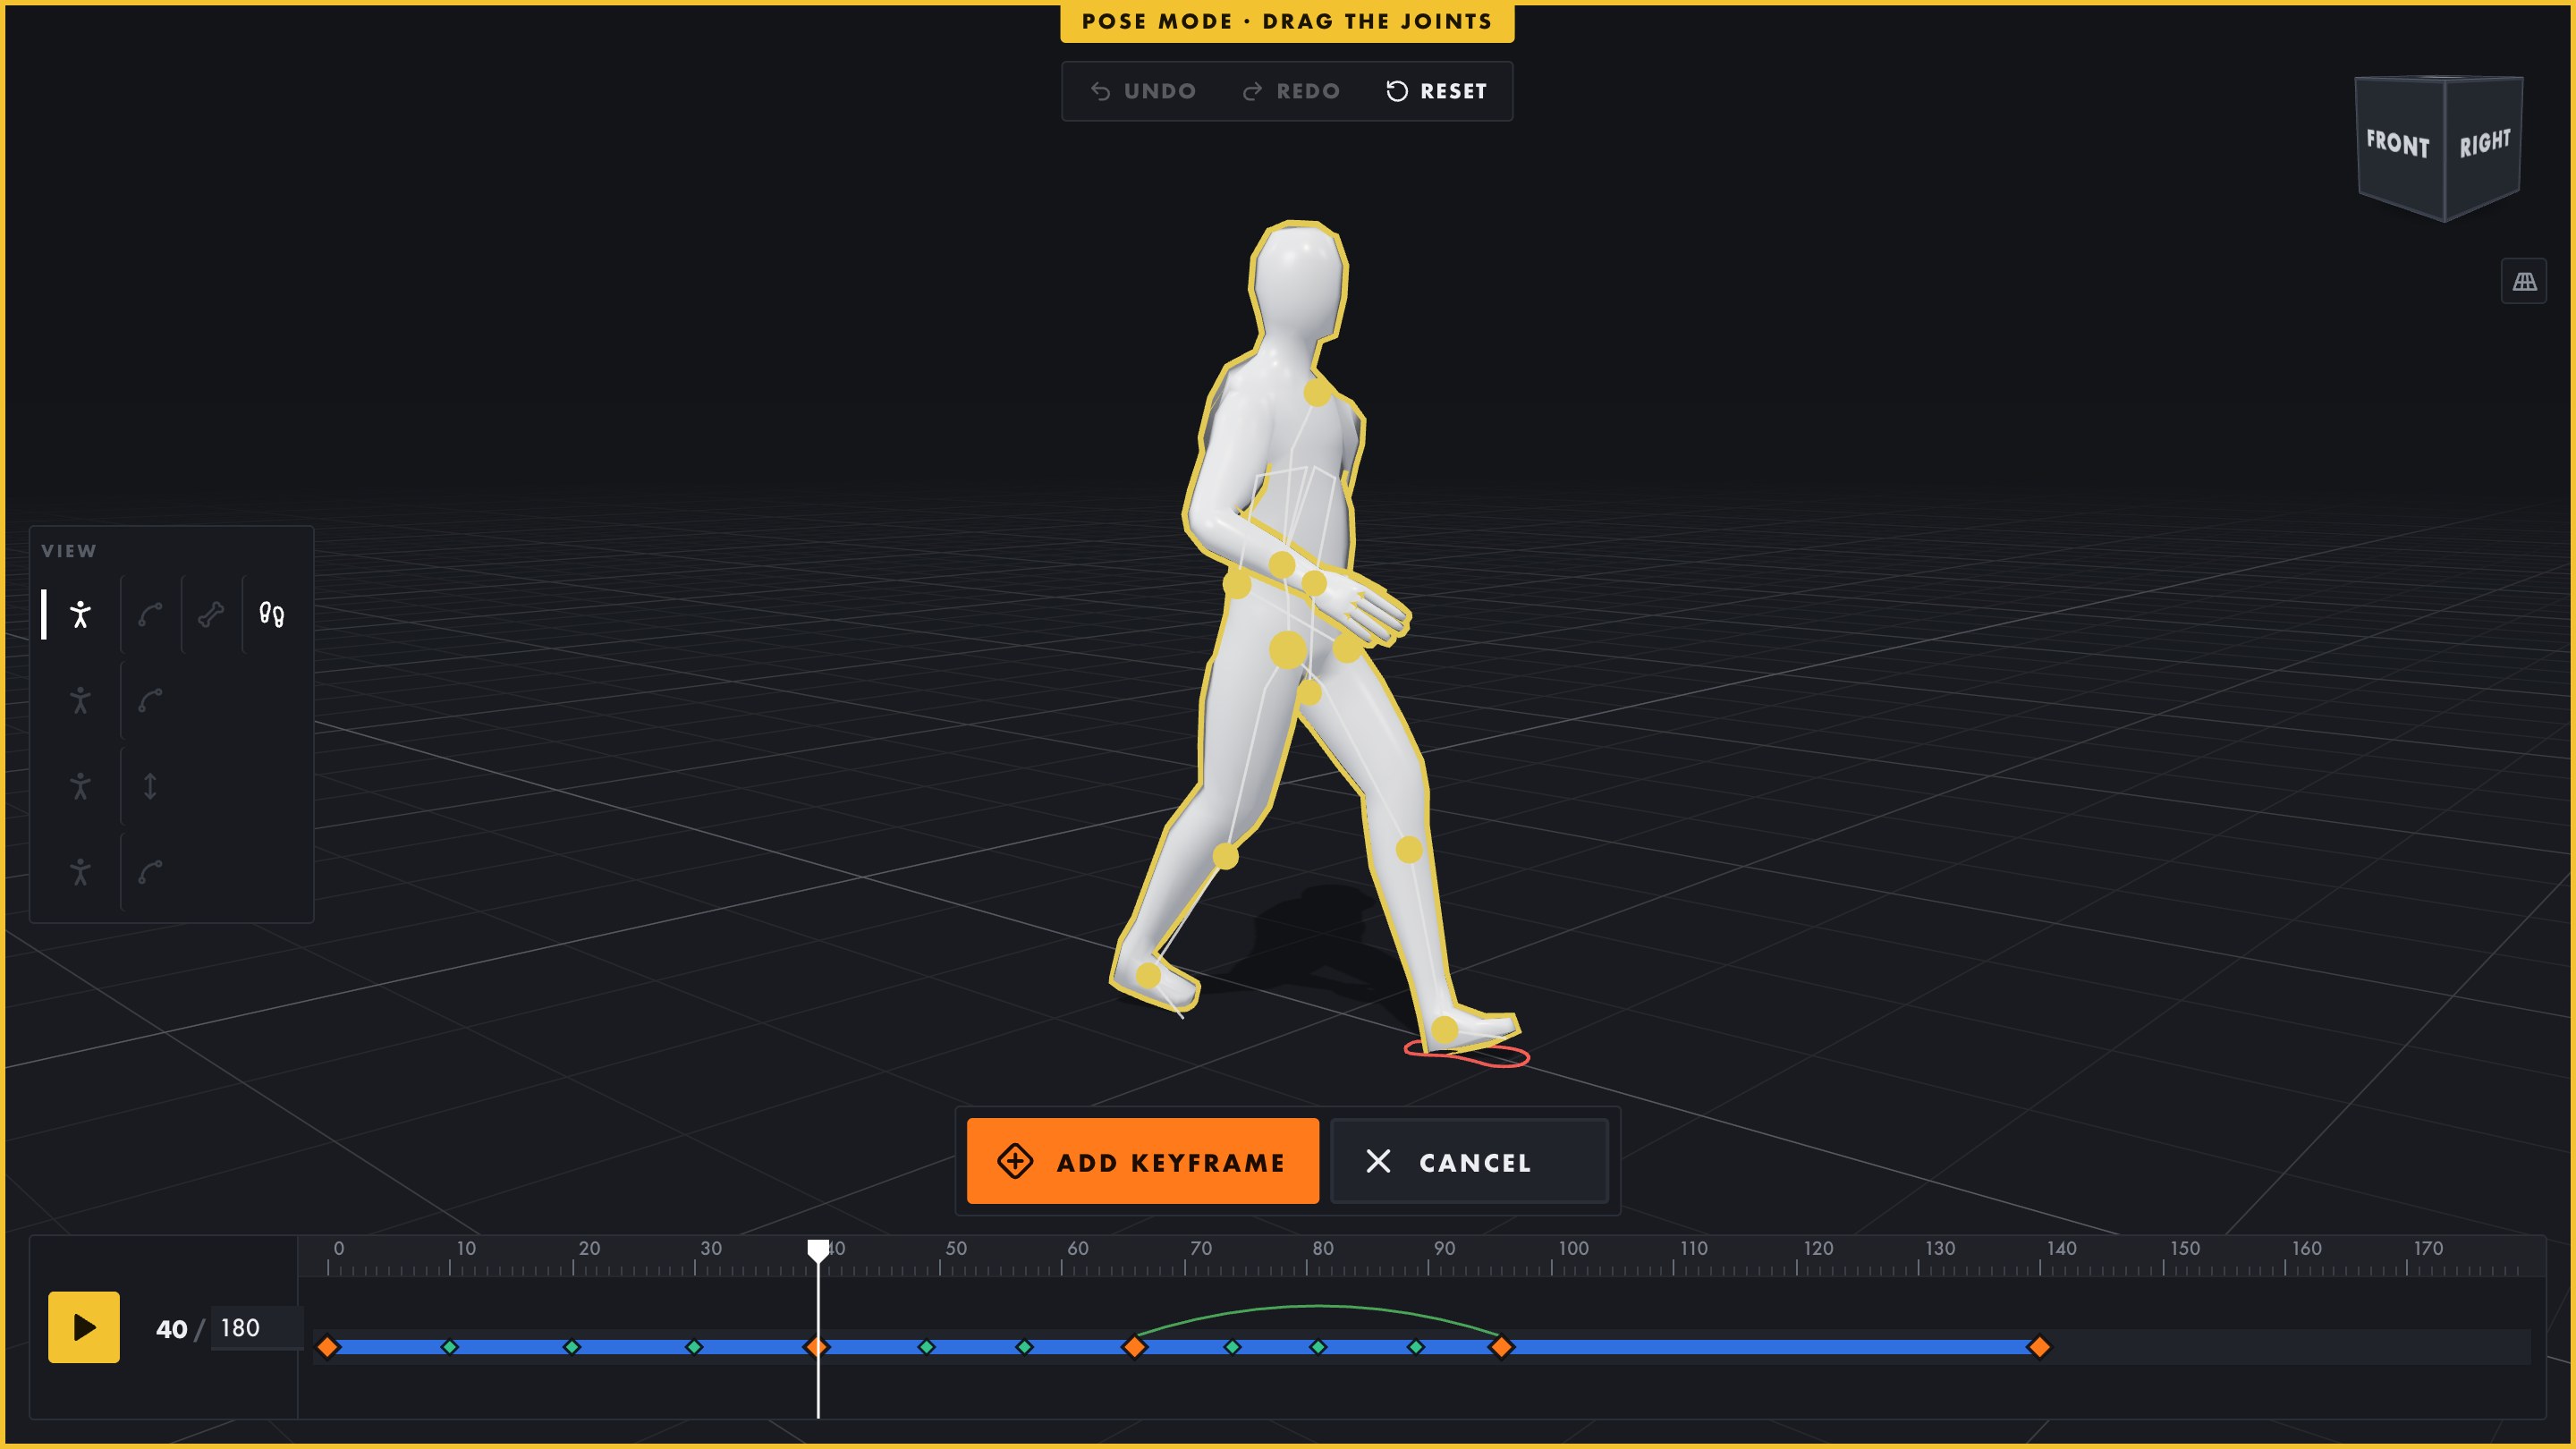 POSE MODE · DRAG THE JOINTS
UNDO REDO RESET
FRONT RIGHT
VIEW
ADD KEYFRAME CANCEL
0 10 20 30 40 50 60 70 80 90 100 110 120 130 140 150 160 170
40 / 180